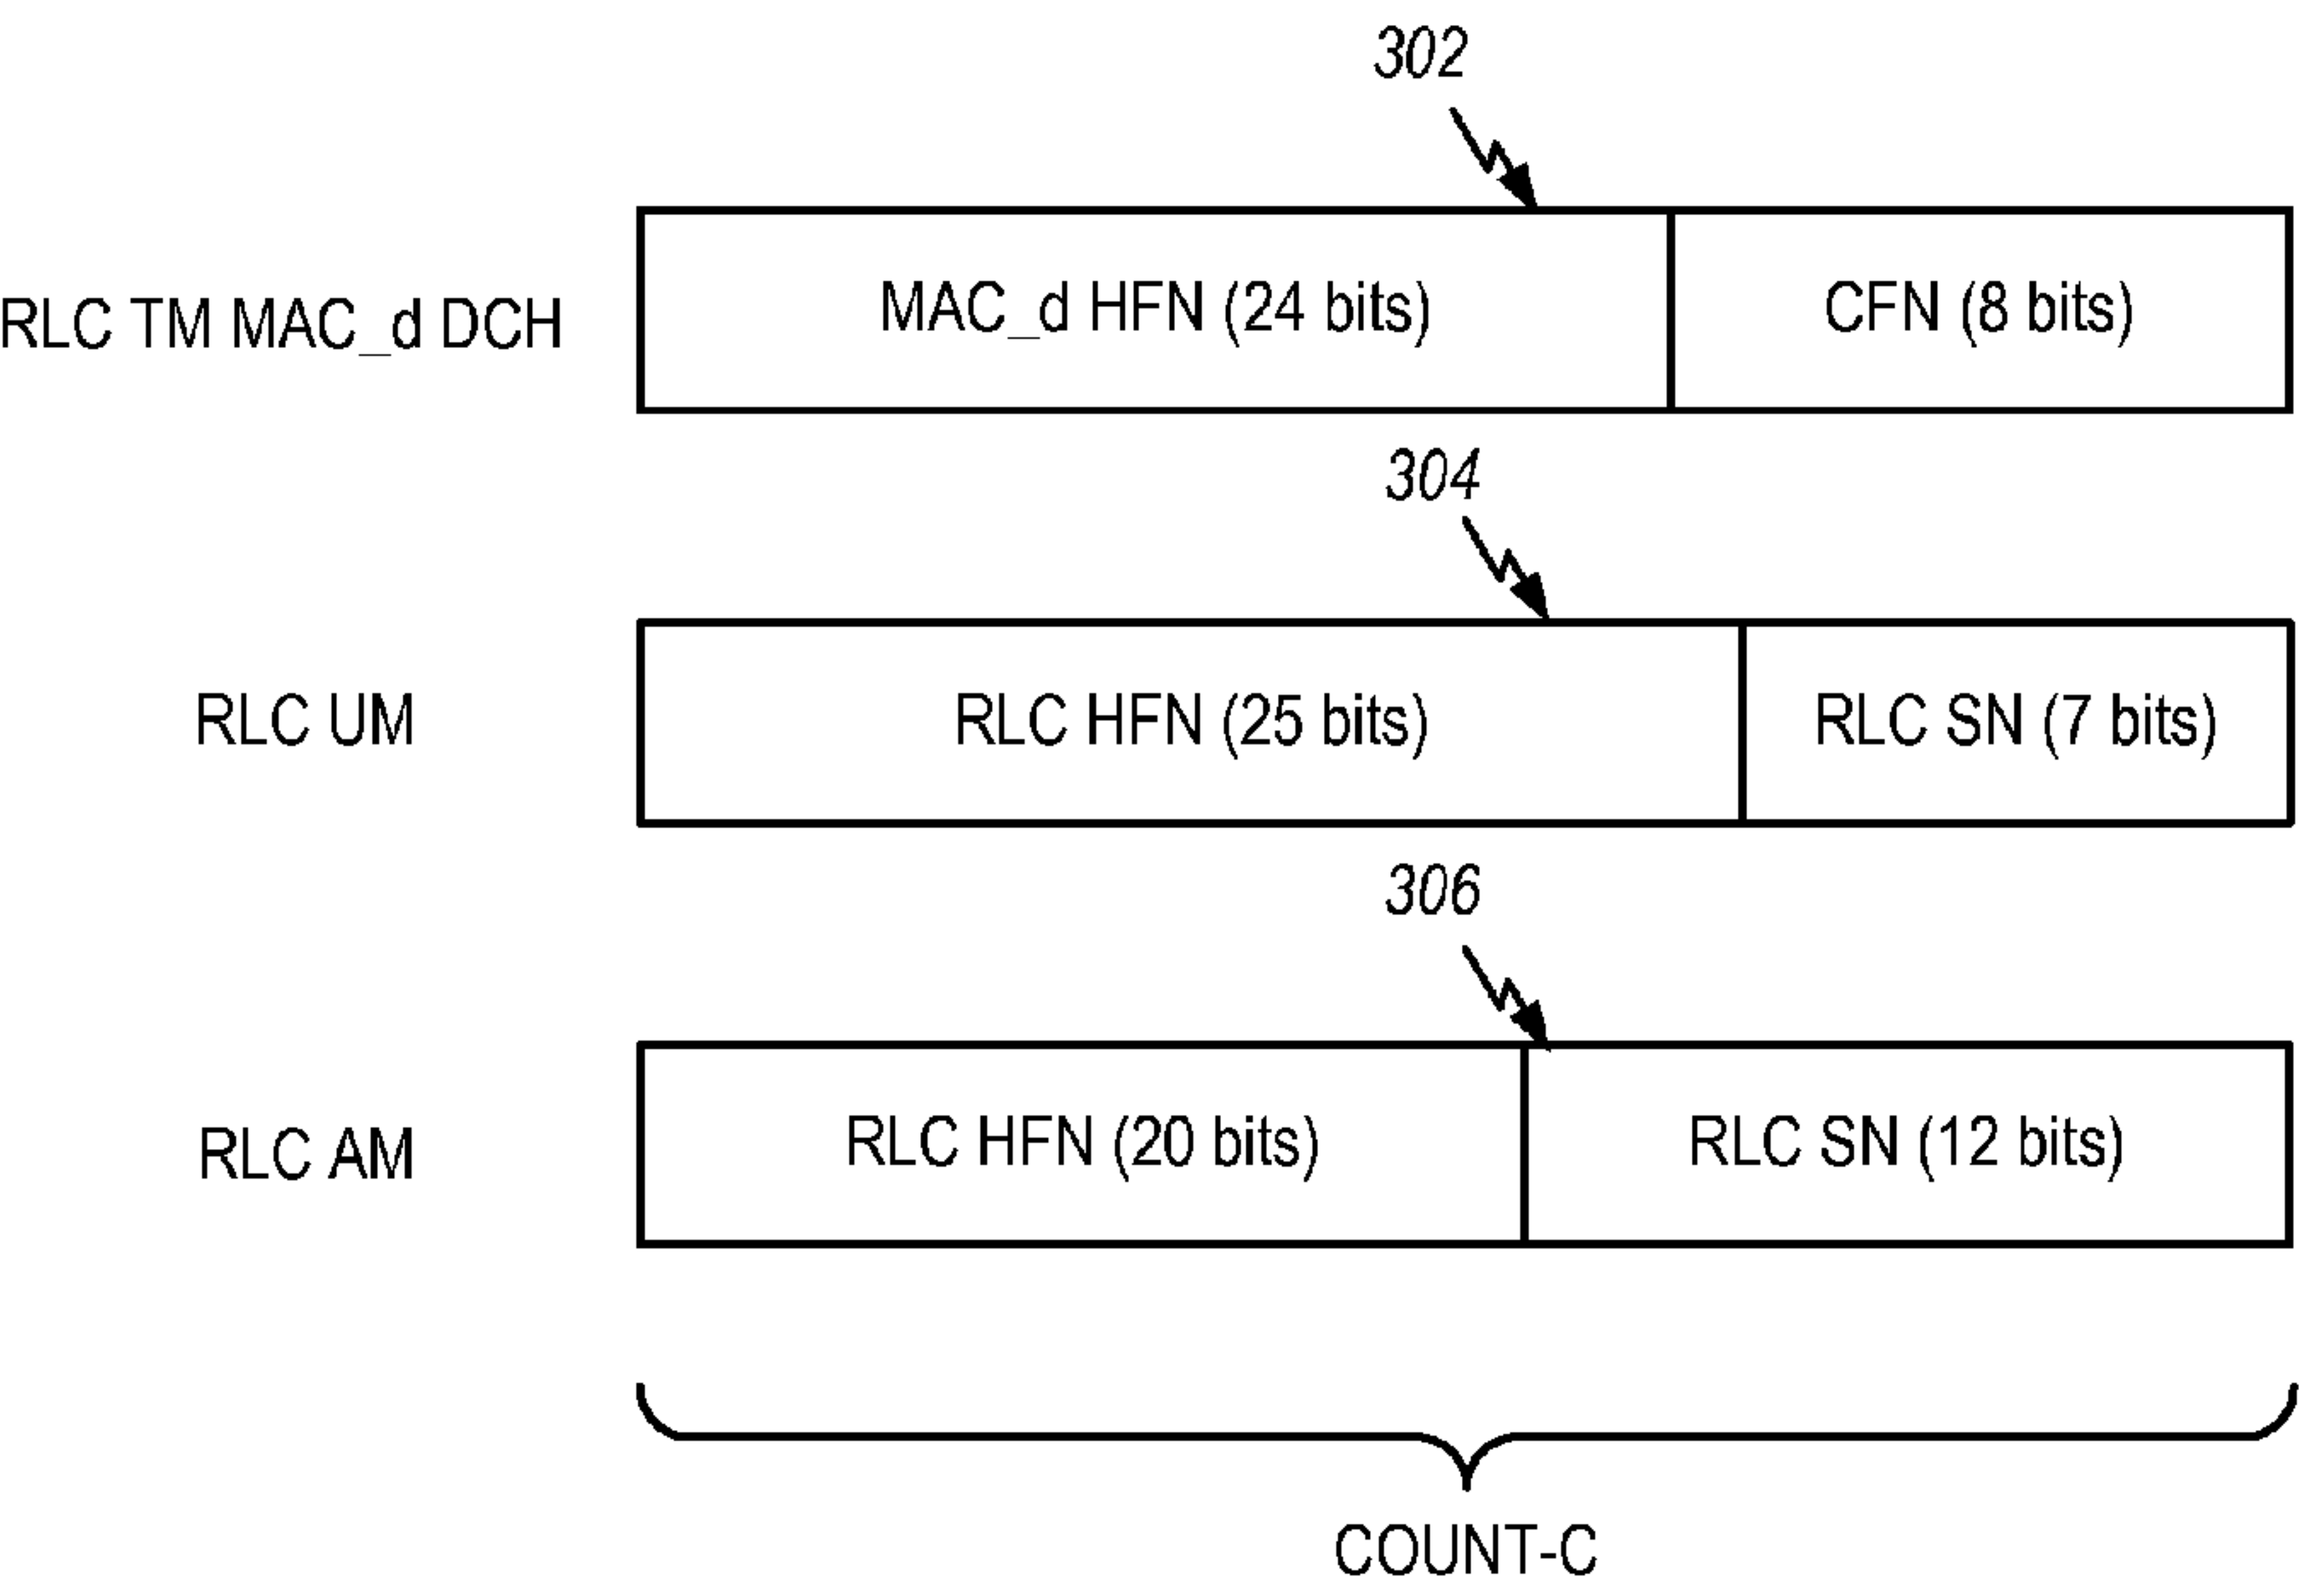 302
RLC TM MAC_d DCH
MAC_d HFN (24 bits)
CFN (8 bits)
304
RLC UM
RLC HFN (25 bits)
RLC SN (7 bits)
306
RLC AM
RLC HFN (20 bits)
RLC SN (12 bits)
COUNT-C